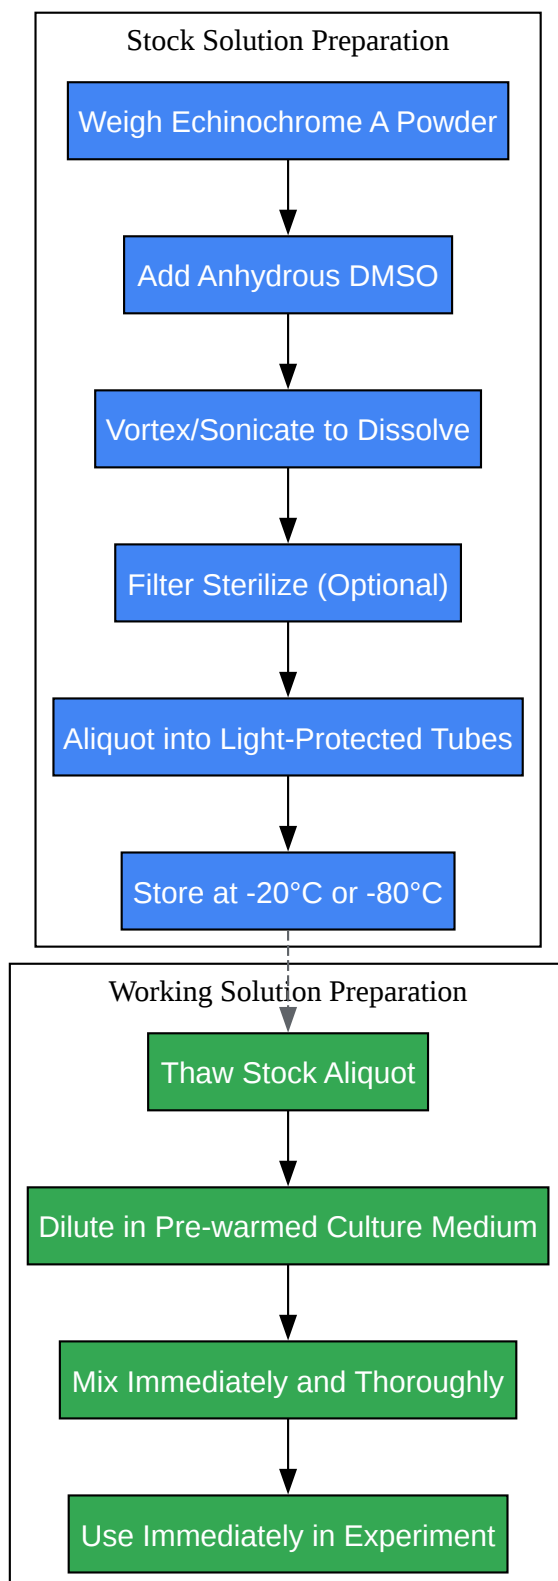 Stock Solution Preparation
Weigh Echinochrome A Powder
Add Anhydrous DMSO
Vortex/Sonicate to Dissolve
Filter Sterilize (Optional)
Aliquot into Light-Protected Tubes
Store at -20°C or -80°C
Working Solution Preparation
Thaw Stock Aliquot
Dilute in Pre-warmed Culture Medium
Mix Immediately and Thoroughly
Use Immediately in Experiment